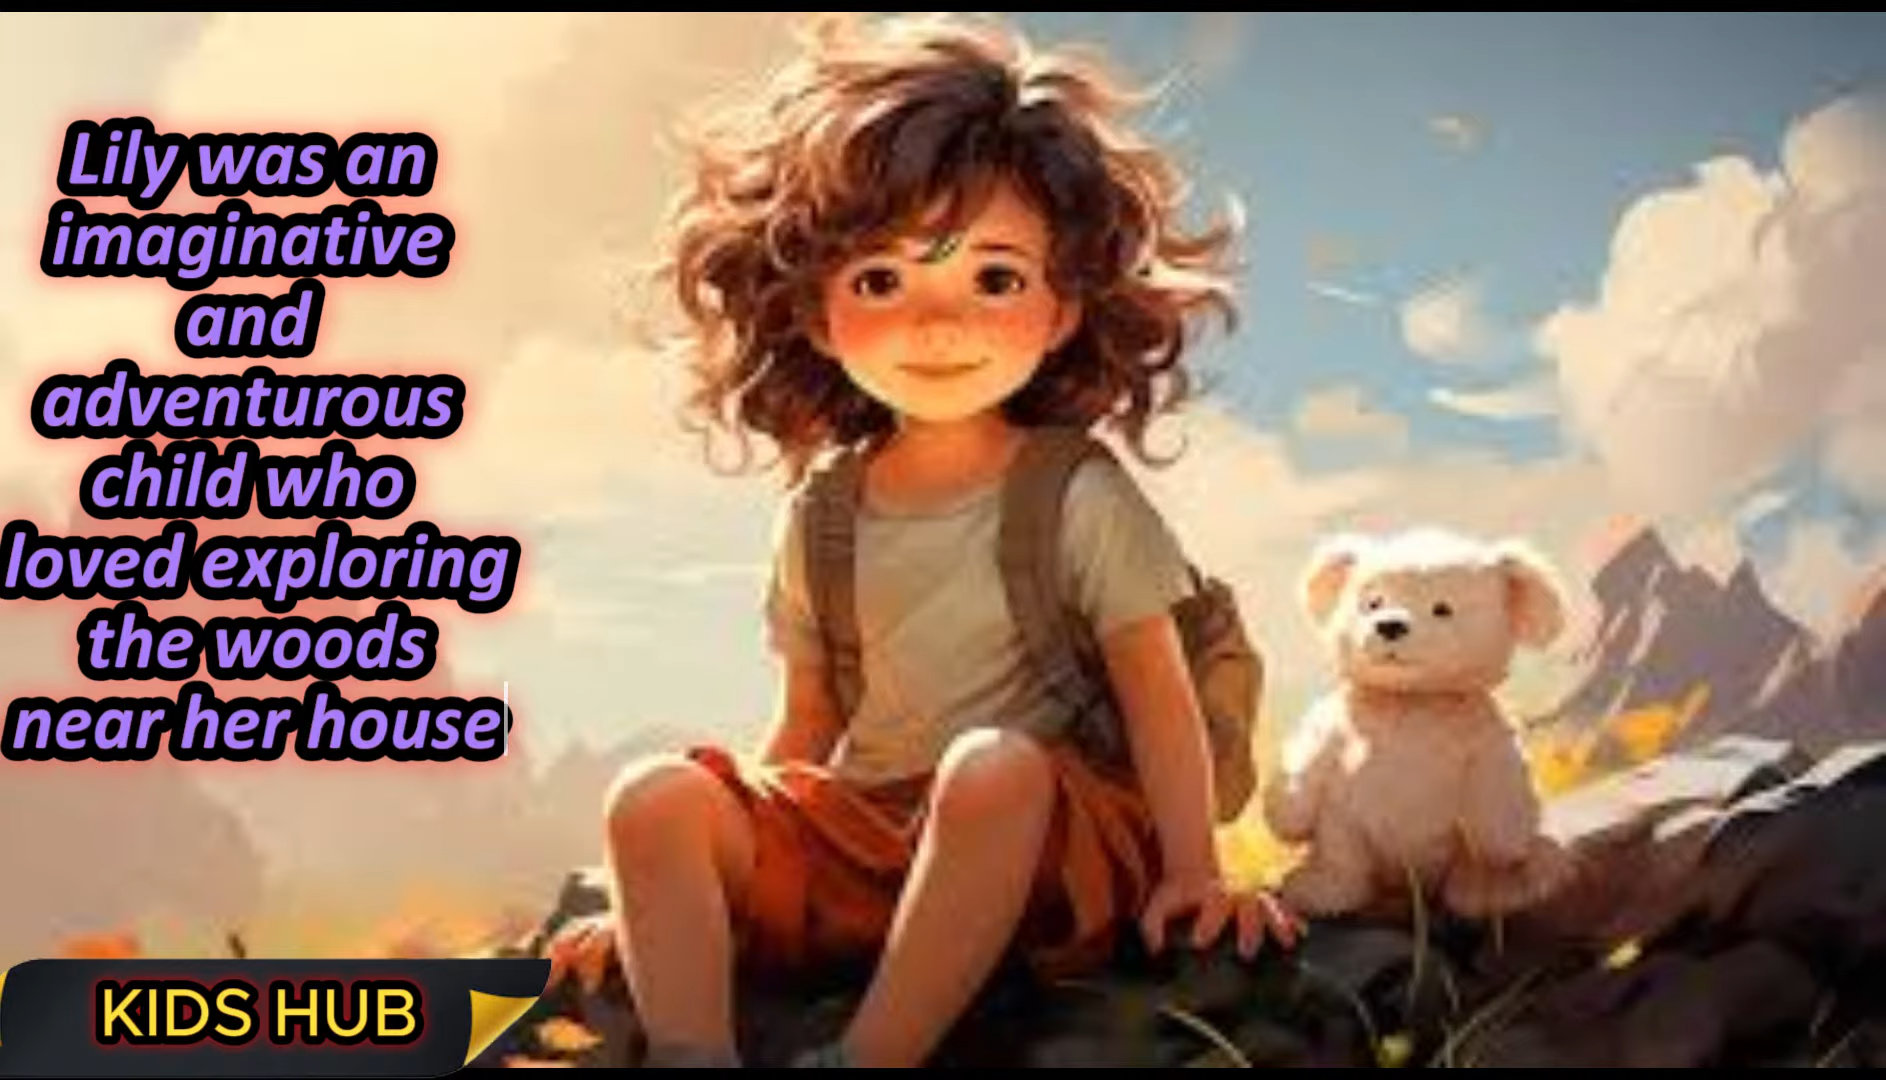 Lily was an
imaginative
and
adventurous
child who
loved exploring
the woods
near her house
KIDS HUB